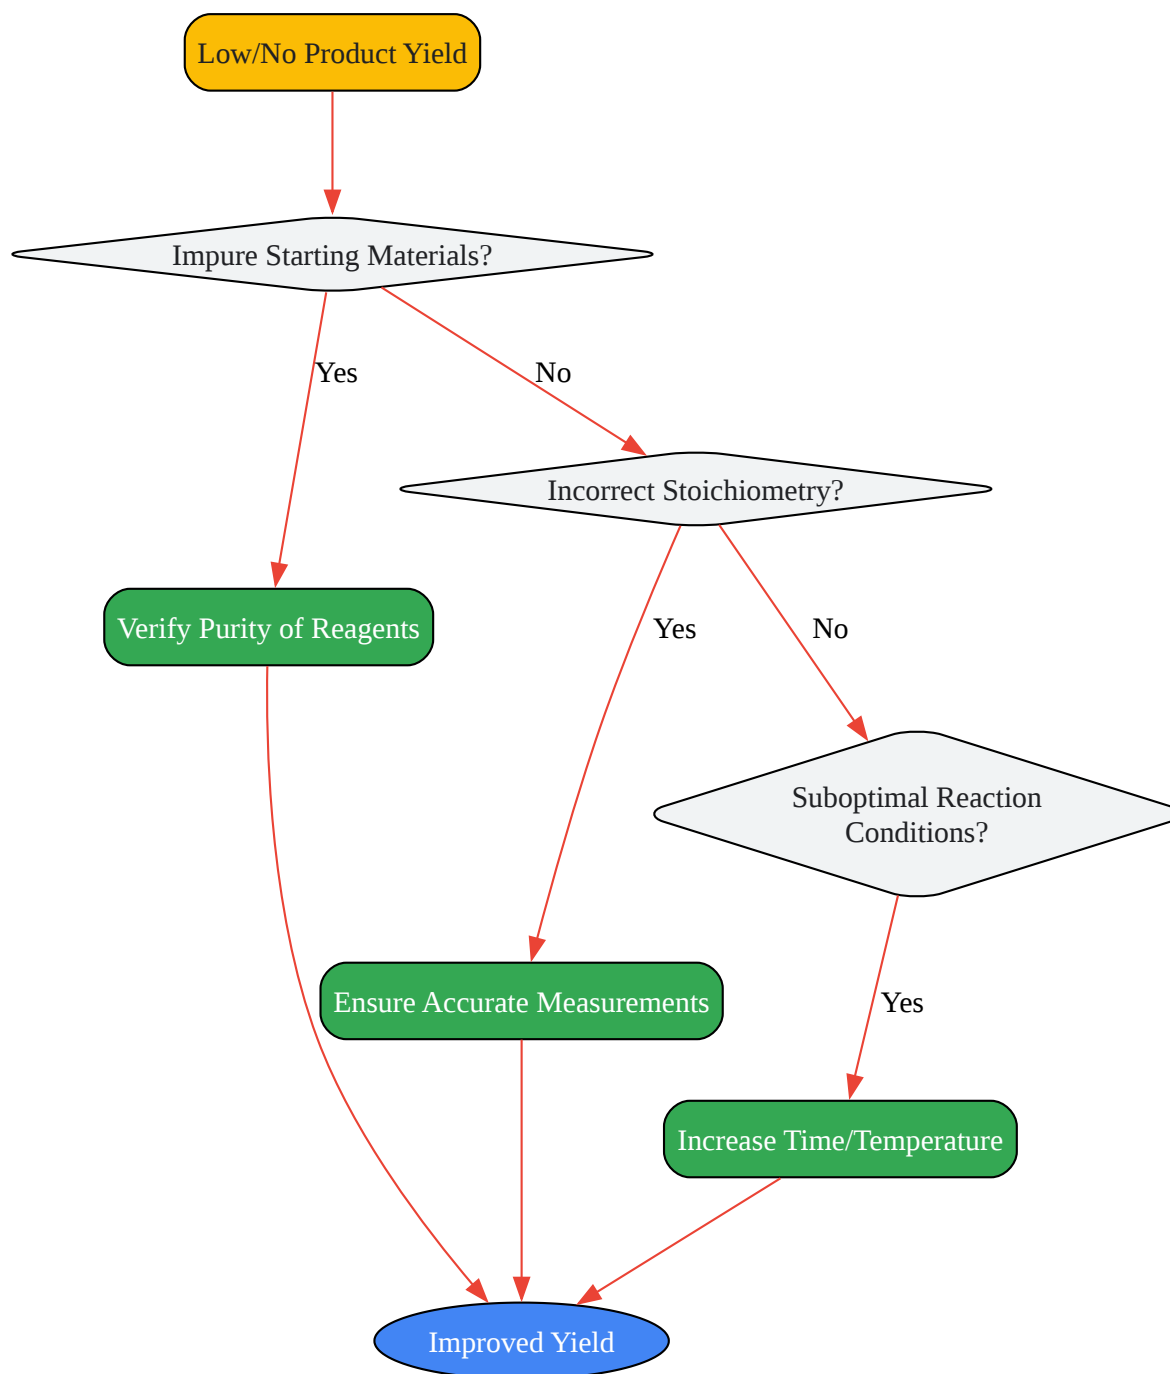 Low/No Product Yield
Impure Starting Materials?
Yes
No
Incorrect Stoichiometry?
Verify Purity of Reagents
Yes
No
Suboptimal Reaction
Conditions?
Ensure Accurate Measurements
Yes
Increase Time/Temperature
Improved Yield